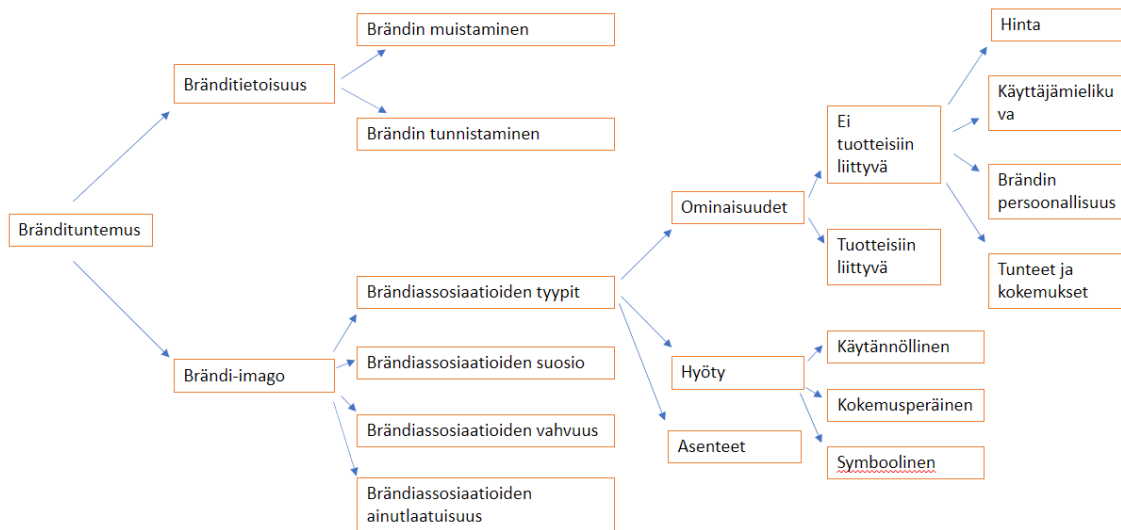 Brändin muistaminen
Hinta
Bränditietoisuus
Käyttäjämieliku
va
Brändin tunnistaminen
Ei
tuotteisiin
liittyvä
Brändin
persoonallisuus
Ominaisuudet
Brändituntemus
Tuotteisiin
liittyvä
Tunteet ja
kokemukset
Brändiassosiaatioiden tyypit
Käytännöllinen
Brändiassosiaatioiden suosio
Brändi-imago
Hyöty
Kokemusperäinen
Brändiassosiaatioiden vahvuus
Asenteet
Symboolinen
Brändiassosiaatioiden
ainutlaatuisuus